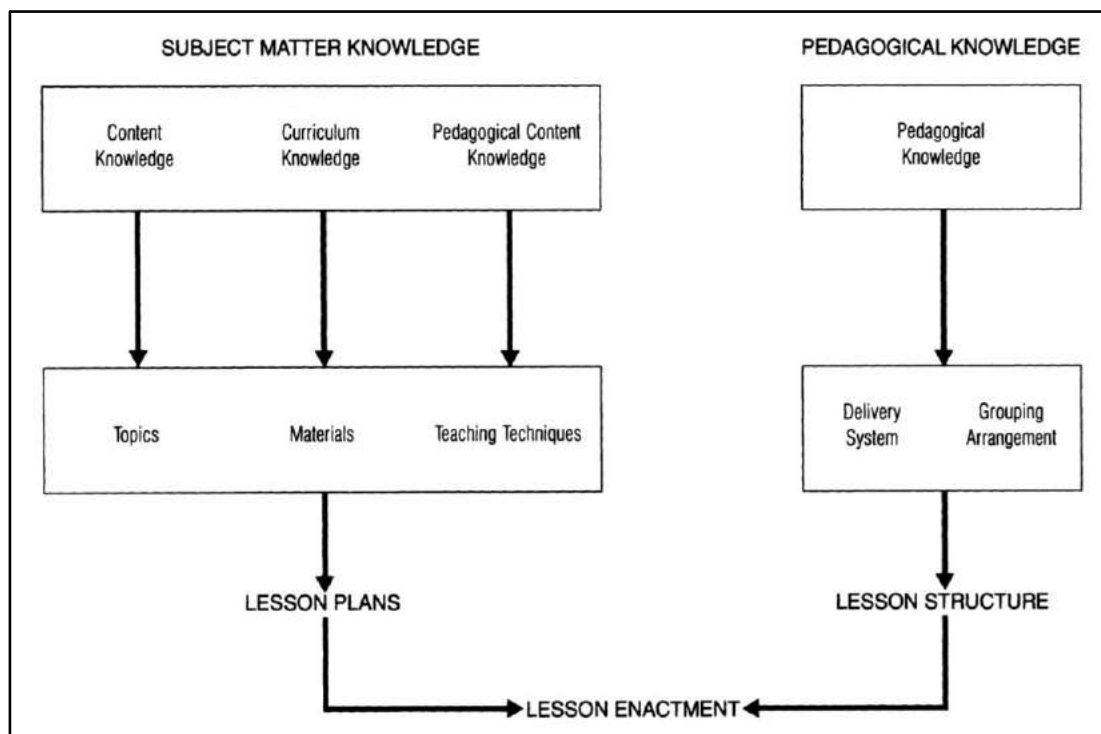 SUBJECT MATTER KNOWLEDGE
PEDAGOGICAL KNOWLEDGE
Content
Knowledge
Curriculum
Knowledge
Pedagogical Content
Knowledge
Pedagogical
Knowledge
Topics
Materials
Teaching Techniques
Delivery
System
Grouping
Arrangement
LESSON PLANS
LESSON STRUCTURE
LESSON ENACTMENT